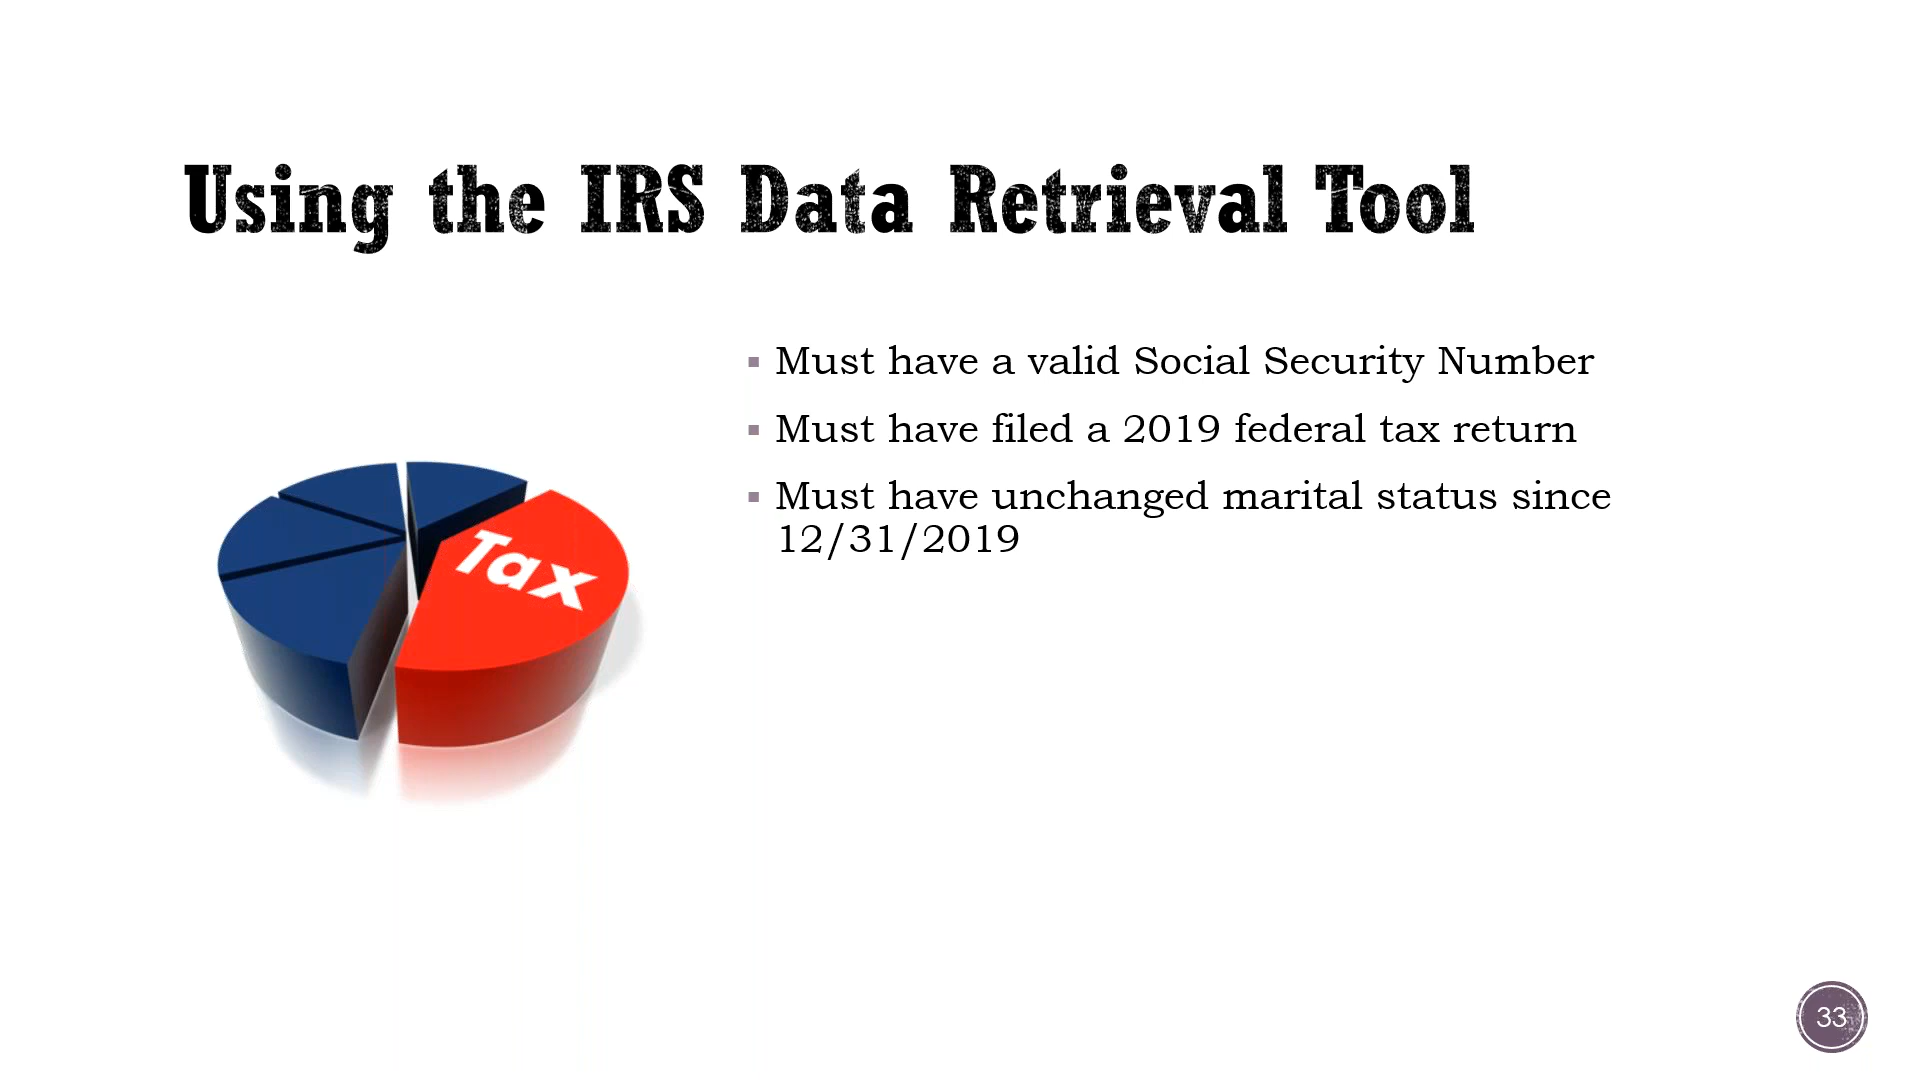 Using the IRS Data Retrieval Tool
Must have a valid Social Security Number
Must have filed a 2019 federal tax return
Must have unchanged marital status since
12/31/2019
Tax
33